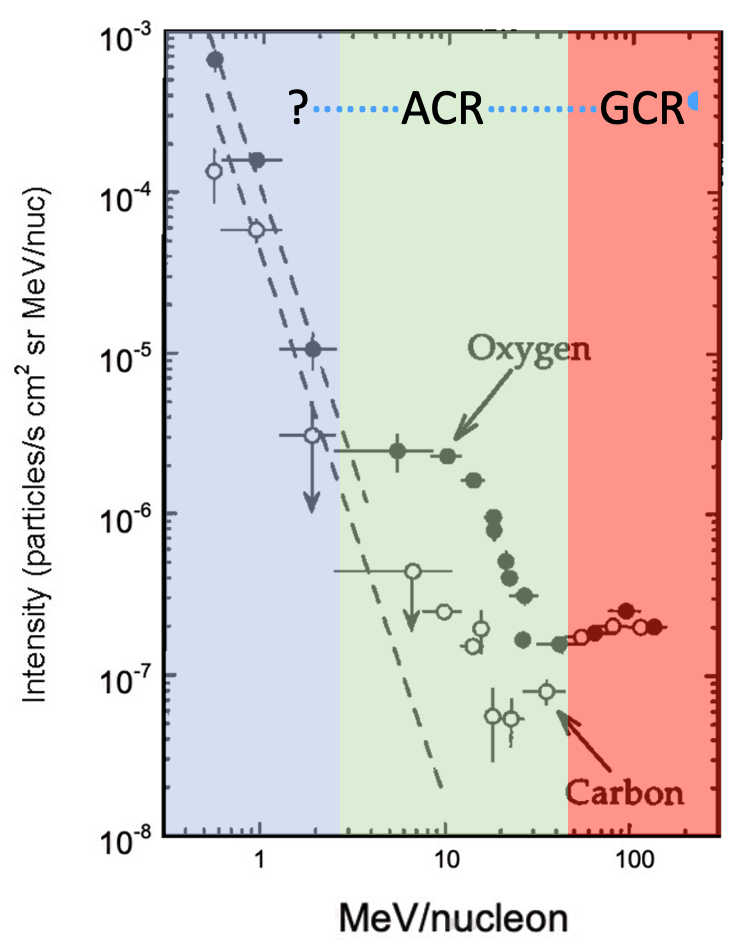 10⁻³
? ACR GCR
10⁻⁴
10⁻⁵
Oxygen
10⁻⁶
10⁻⁷
Carbon
10⁻⁸
1 10 100
MeV/nucleon
Intensity (particles/s cm² sr MeV/nuc)